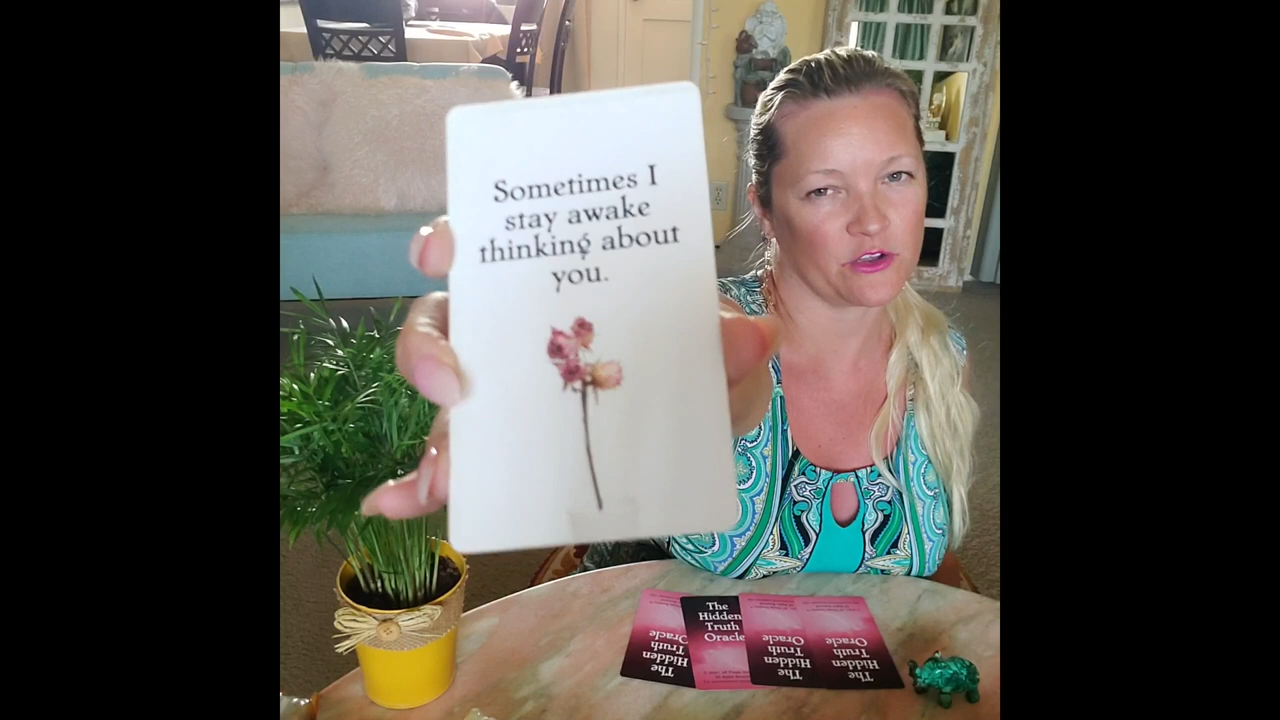 Sometimes I
stay awake
thinking about
you.
The
Hidden
Truth
Oracle
The
Hidden
Truth
Oracle
The
Hidden
Truth
Oracle
The
Hidden
Truth
Oracle